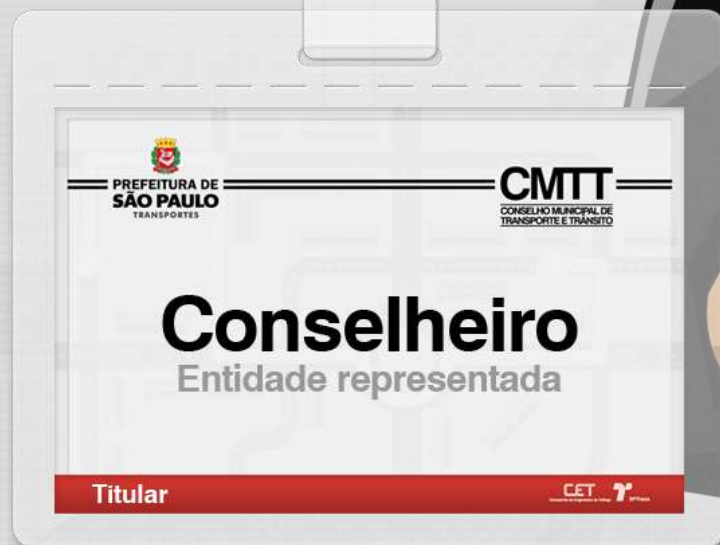 PREFEITURA DE
SÃO PAULO
TRANSPORTES
CMTT
CONSELHO MUNICIPAL DE
TRANSPORTE E TRÂNSITO
Conselheiro
Entidade representada
Titular
CET